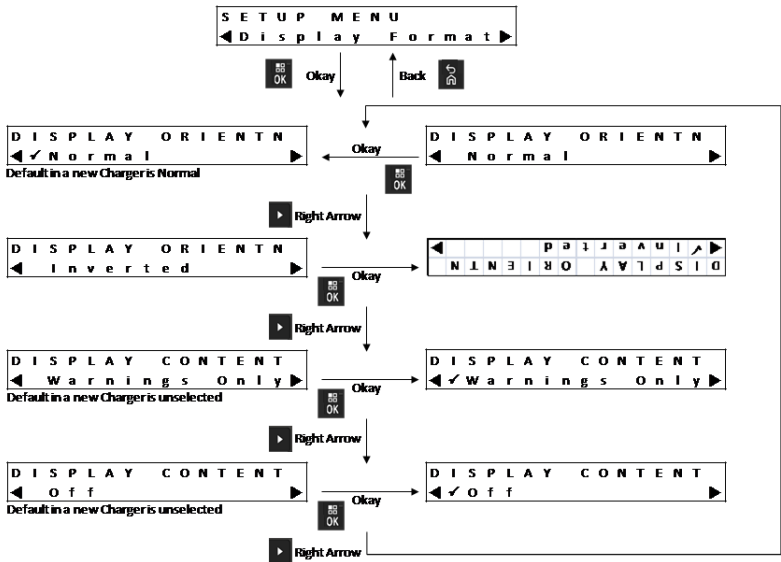 SETUP MENU
◀Display Format▶
OK Okay Back
DISPLAY ORIENTN
◀✓Normal ▶
Default in a new Charger is Normal
Okay
OK
DISPLAY ORIENTN
◀ Normal ▶
Right Arrow
DISPLAY ORIENTN
◀ Inverted ▶
OK
Okay
DISPLAY ORIENTN
◀✓Inverted ▶
Right Arrow
DISPLAY CONTENT
◀ Warnings Only▶
Default in a new Charger is unselected
OK
Okay
DISPLAY CONTENT
◀✓Warnings Only▶
Right Arrow
DISPLAY CONTENT
◀ Off ▶
Default in a new Charger is unselected
OK
Okay
DISPLAY CONTENT
◀✓Off ▶
Right Arrow